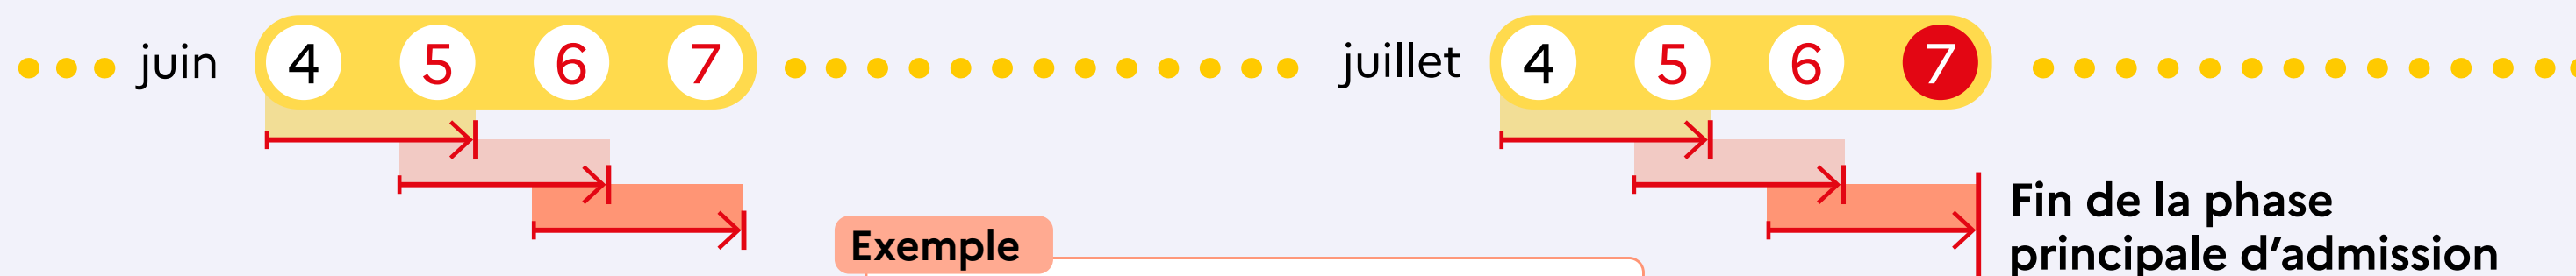 juin 4 5 6 7
juillet 4 5 6 7
Exemple
Fin de la phase
principale d’admission